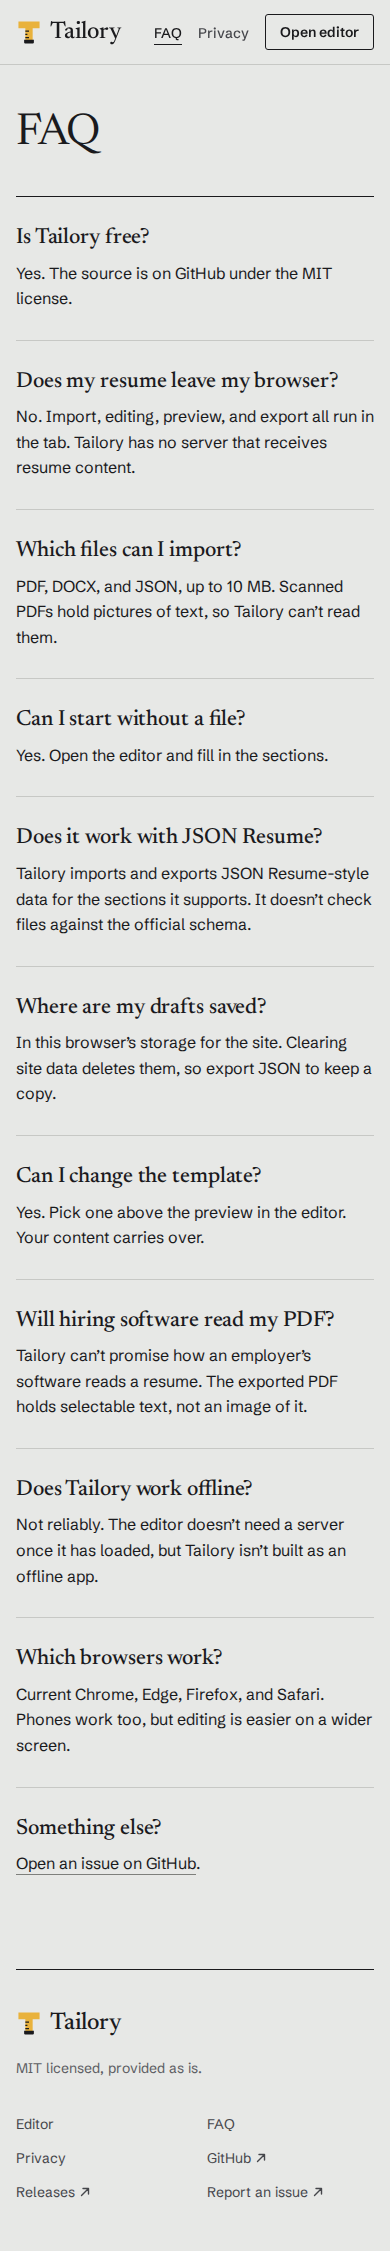 Tailory
FAQ
Privacy
Open editor
FAQ
Is Tailory free?
Yes. The source is on GitHub under the MIT
license.
Does my resume leave my browser?
No. Import, editing, preview, and export all run in
the tab. Tailory has no server that receives
resume content.
Which files can I import?
PDF, DOCX, and JSON, up to 10 MB. Scanned
PDFs hold pictures of text, so Tailory can’t read
them.
Can I start without a file?
Yes. Open the editor and fill in the sections.
Does it work with JSON Resume?
Tailory imports and exports JSON Resume-style
data for the sections it supports. It doesn’t check
files against the official schema.
Where are my drafts saved?
In this browser’s storage for the site. Clearing
site data deletes them, so export JSON to keep a
copy.
Can I change the template?
Yes. Pick one above the preview in the editor.
Your content carries over.
Will hiring software read my PDF?
Tailory can’t promise how an employer’s
software reads a resume. The exported PDF
holds selectable text, not an image of it.
Does Tailory work offline?
Not reliably. The editor doesn’t need a server
once it has loaded, but Tailory isn’t built as an
offline app.
Which browsers work?
Current Chrome, Edge, Firefox, and Safari.
Phones work too, but editing is easier on a wider
screen.
Something else?
Open an issue on GitHub.
Tailory
MIT licensed, provided as is.
Editor
FAQ
Privacy
GitHub ↗
Releases ↗
Report an issue ↗